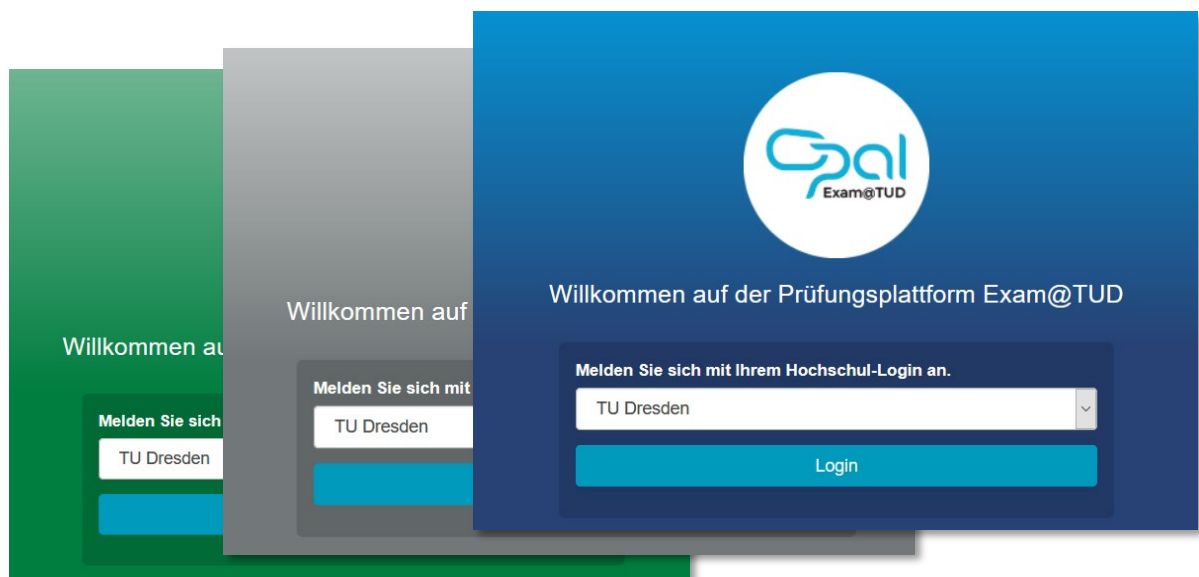 Opal
Exam@TUD
Willkommen auf der Prüfungsplattform Exam@TUD
Melden Sie sich mit Ihrem Hochschul-Login an.
TU Dresden
Login
Willkommen auf
Melden Sie sich mit
TU Dresden
Willkommen au
Melden Sie sich
TU Dresden